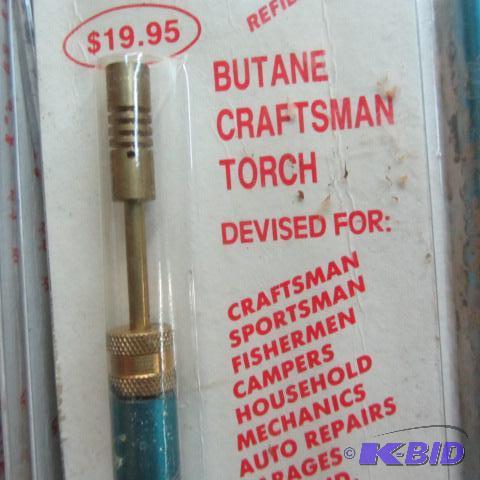 $19.95
BUTANE
CRAFTSMAN
TORCH
DEVISED FOR:
CRAFTSMAN
SPORTSMAN
FISHERMEN
CAMPERS
HOUSEHOLD
MECHANICS
AUTO REPAIRS
© K-BID